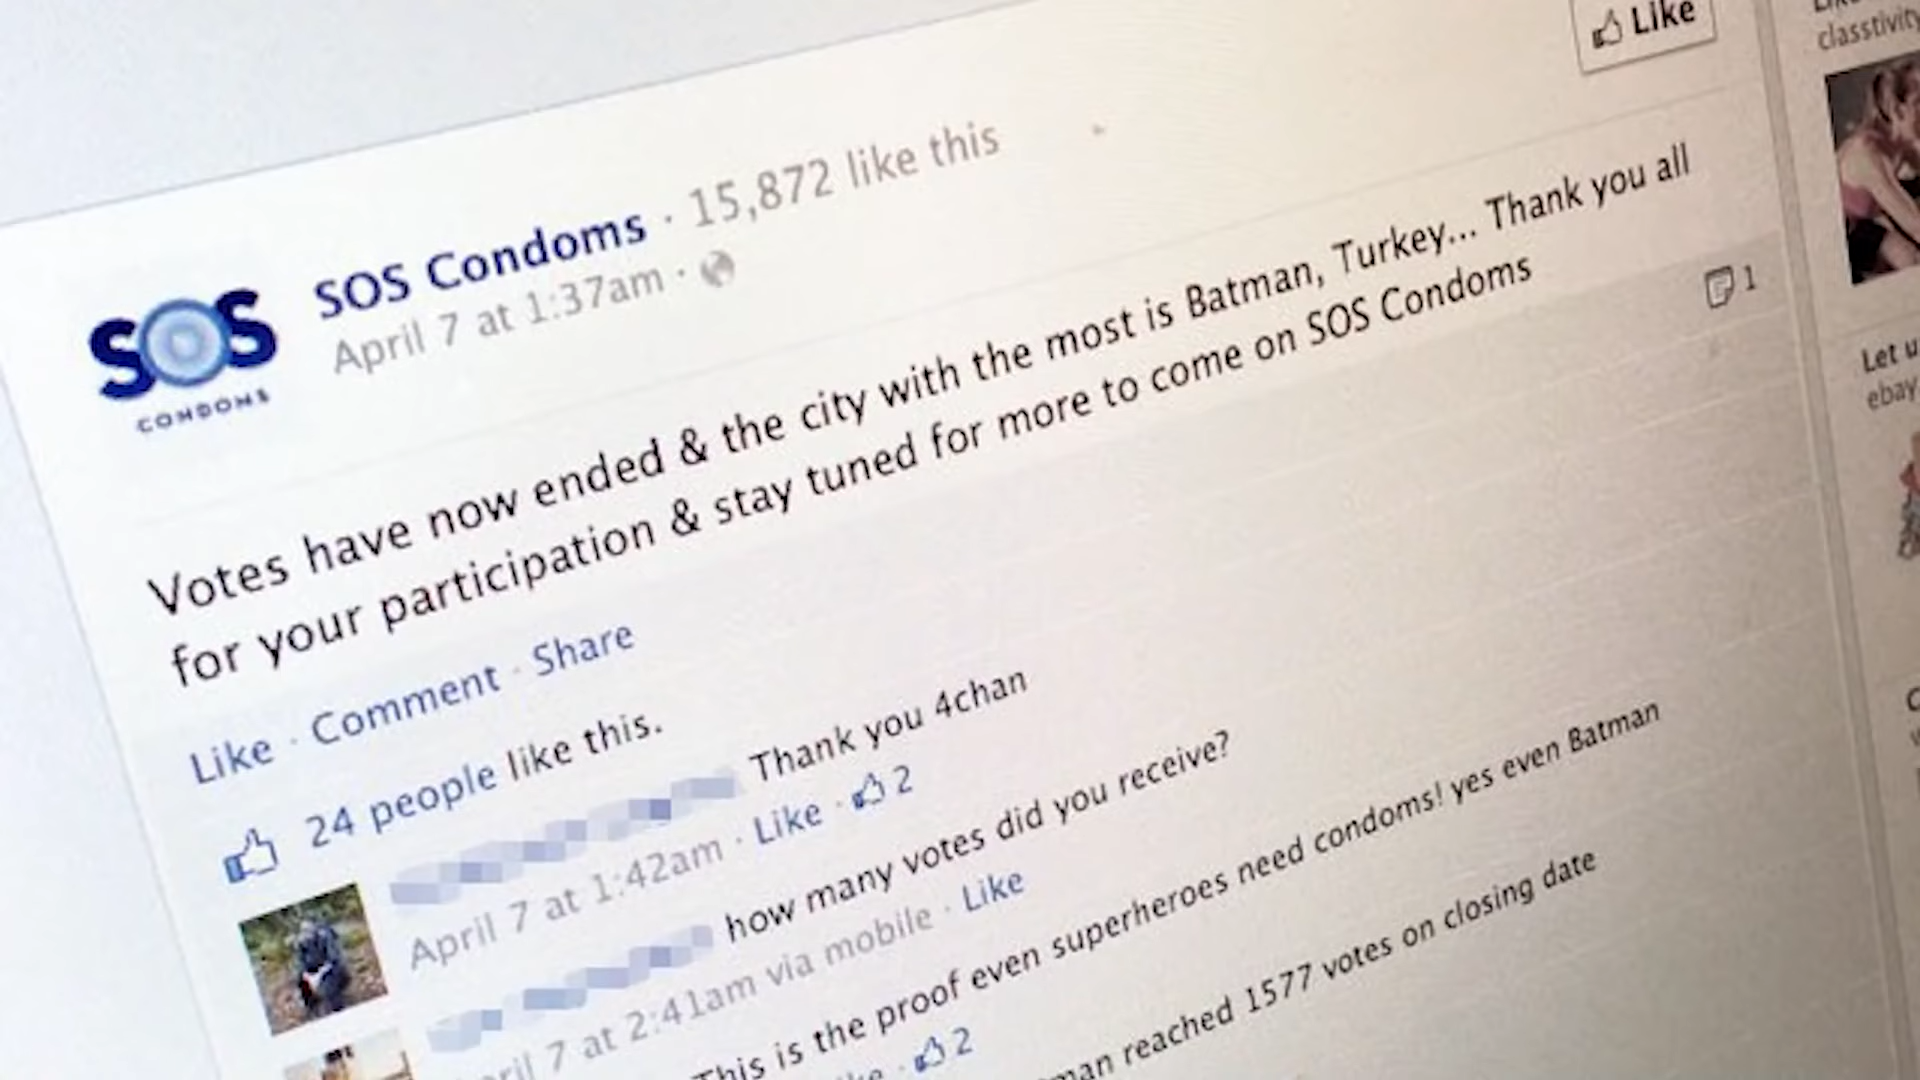 Like
classtivity
SOS
CONDOMS
SOS Condoms · 15,872 like this
April 7 at 1:37am ·
Votes have now ended & the city with the most is Batman, Turkey... Thank you all
for your participation & stay tuned for more to come on SOS Condoms
1
Like · Comment · Share
24 people like this.
Thank you 4chan
April 7 at 1:42am · Like · 2
how many votes did you receive?
7 at 2:41am via mobile · Like
This is the proof even superheroes need condoms! yes even Batman
· 2
reached 1577 votes on closing date
Let
ebay